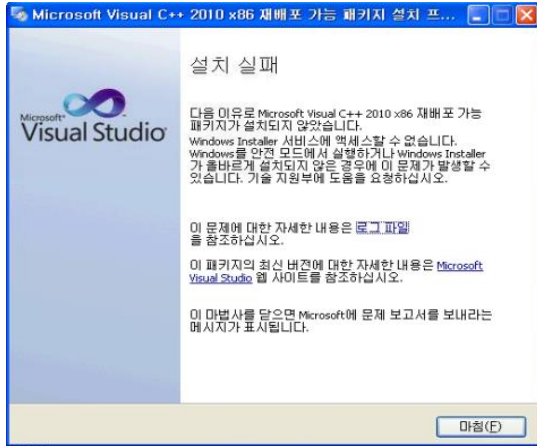 Microsoft Visual C++ 2010 x86 재배포 가능 패키지 설치 프...
설치 실패
Microsoft®
Visual Studio®
다음 이유로 Microsoft Visual C++ 2010 x86 재배포 가능
패키지가 설치되지 않았습니다.
Windows Installer 서비스에 액세스할 수 없습니다.
Windows를 안전 모드에서 실행하거나 Windows Installer
가 올바르게 설치되지 않은 경우에 이 문제가 발생할 수
있습니다. 기술 지원부에 도움을 요청하십시오.
이 문제에 대한 자세한 내용은 로그 파일
을 참조하십시오.
이 패키지의 최신 버전에 대한 자세한 내용은 Microsoft
Visual Studio 웹 사이트를 참조하십시오.
이 마법사를 닫으면 Microsoft에 문제 보고서를 보내라는
메시지가 표시됩니다.
마침(F)